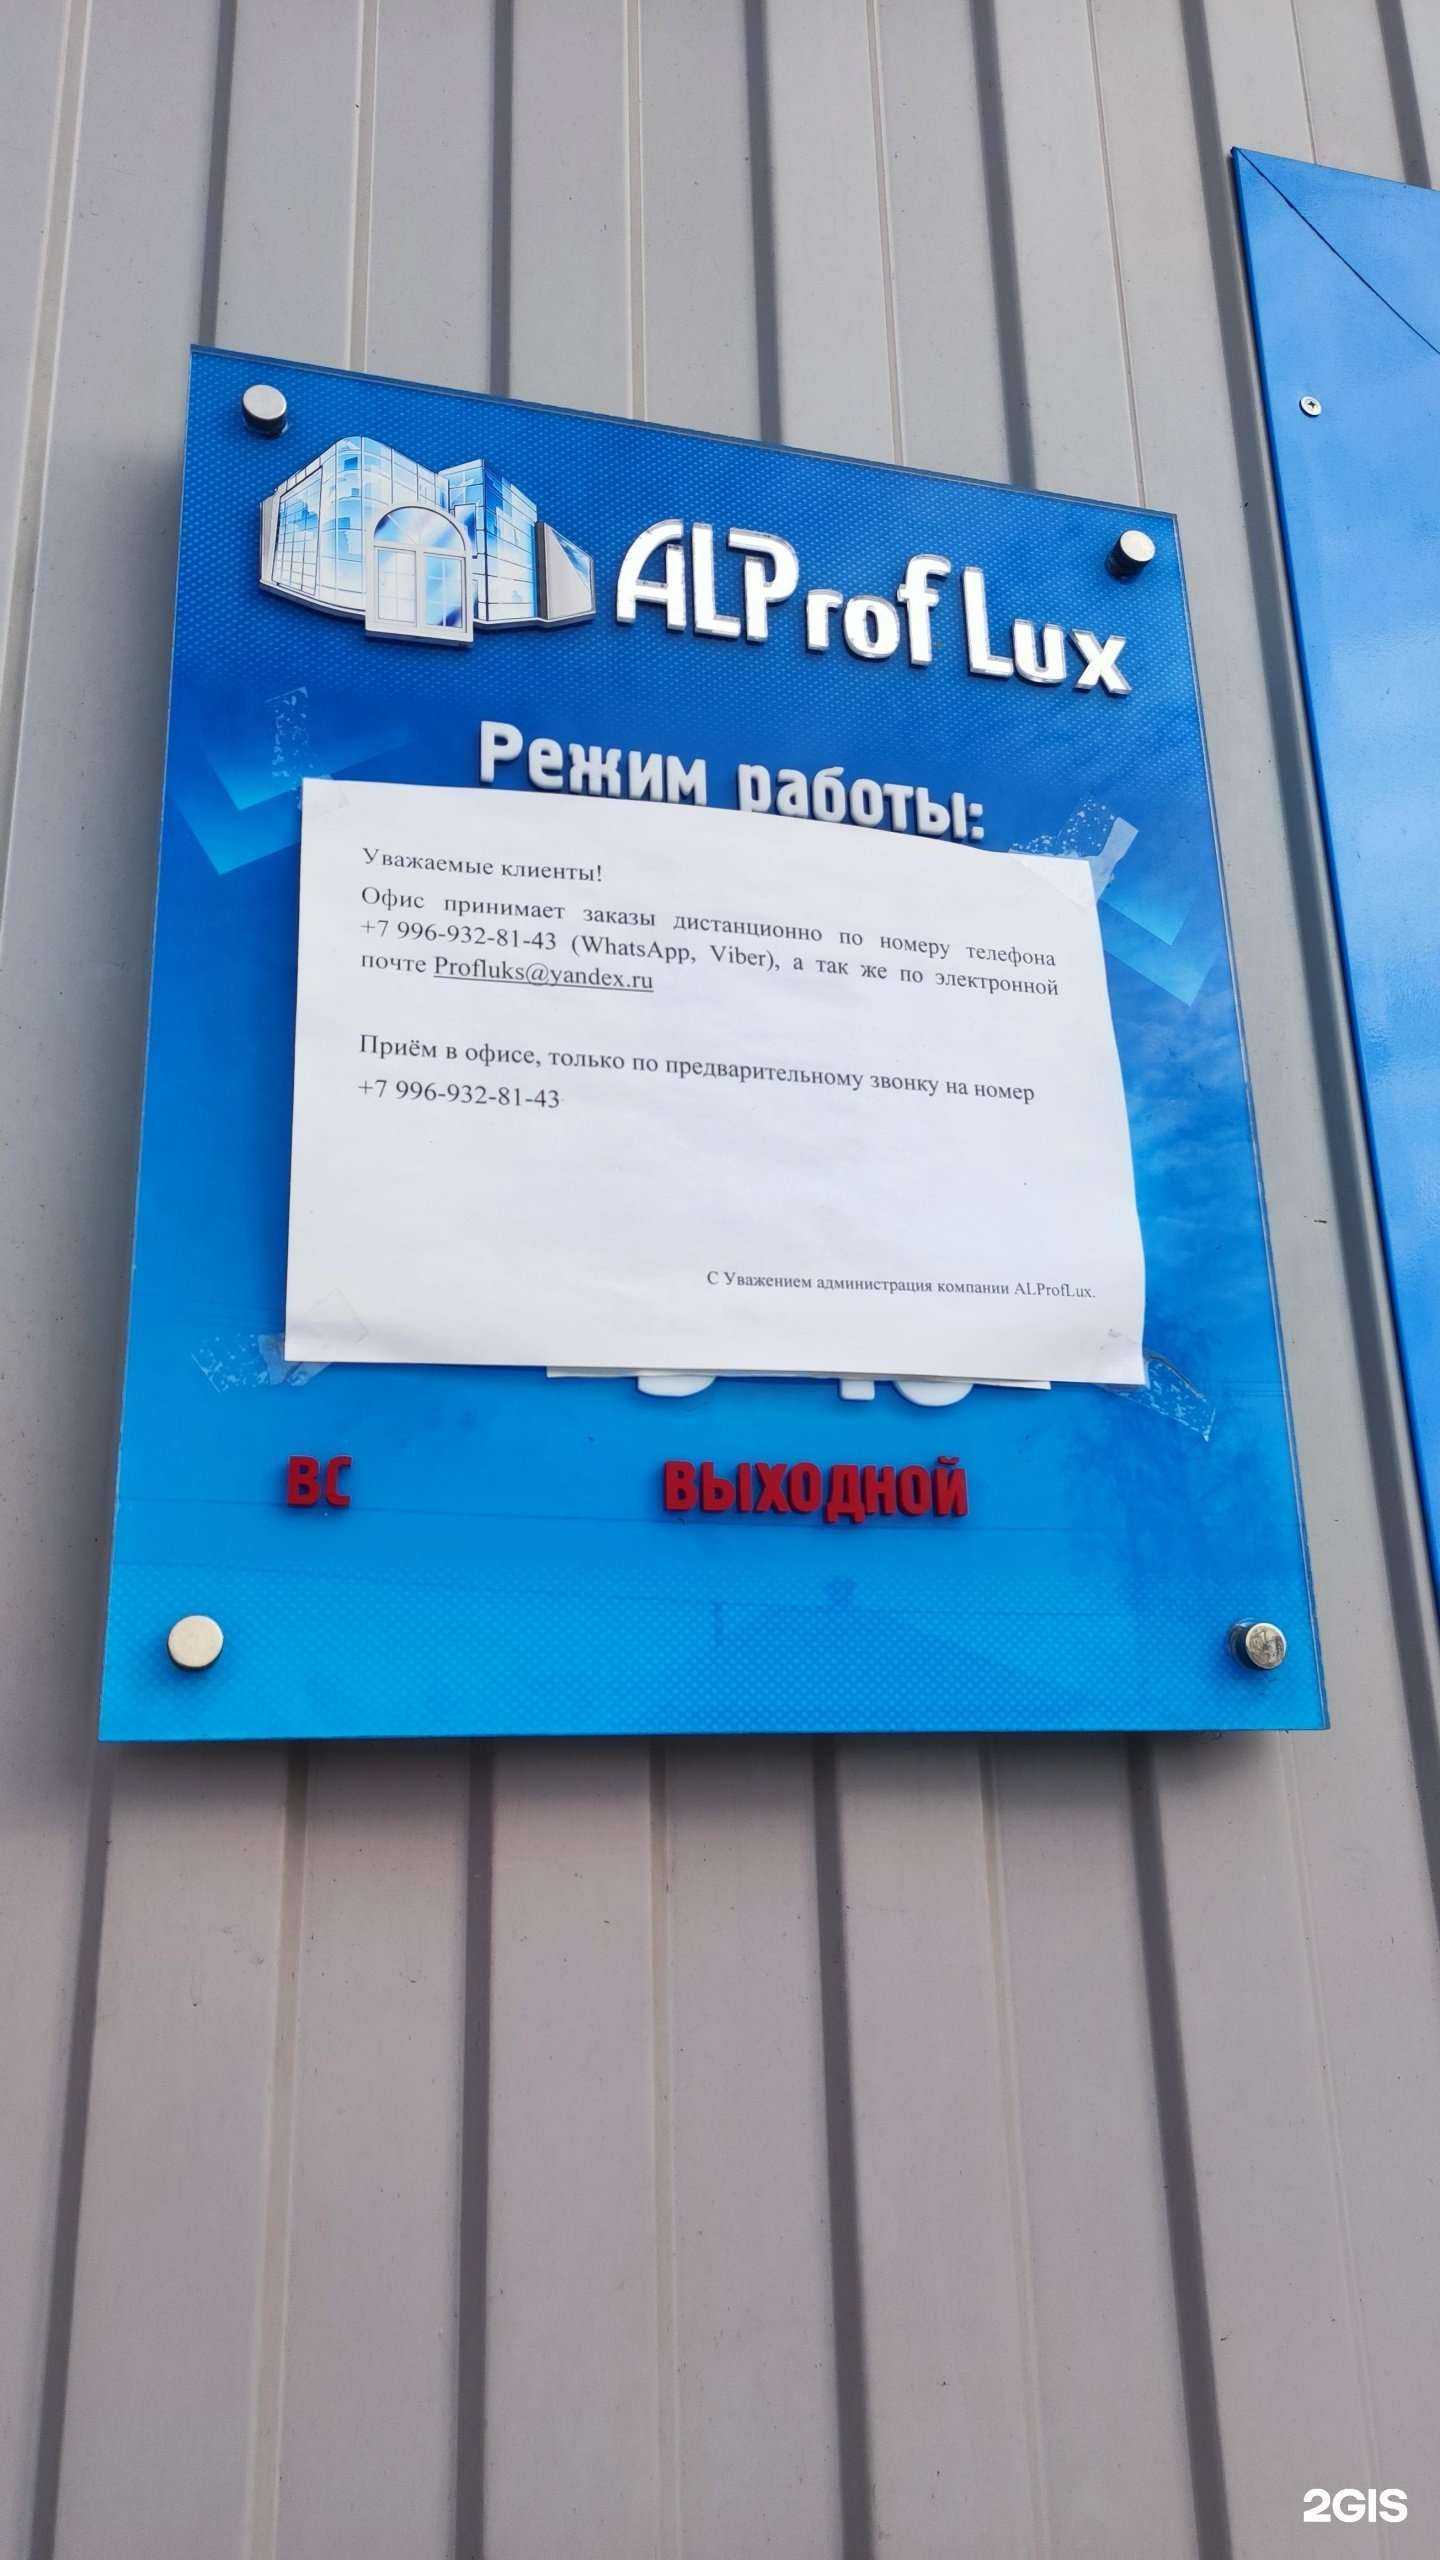 ALProf Lux
Режим работы:
Уважаемые клиенты!
Офис принимает заказы дистанционно по номеру телефона
+7 996-932-81-43 (WhatsApp, Viber), а так же по электронной
почте Profluks@yandex.ru
Приём в офисе, только по предварительному звонку на номер
+7 996-932-81-43
С Уважением администрация компании ALProfLux.
ВС ВЫХОДНОЙ
2GIS